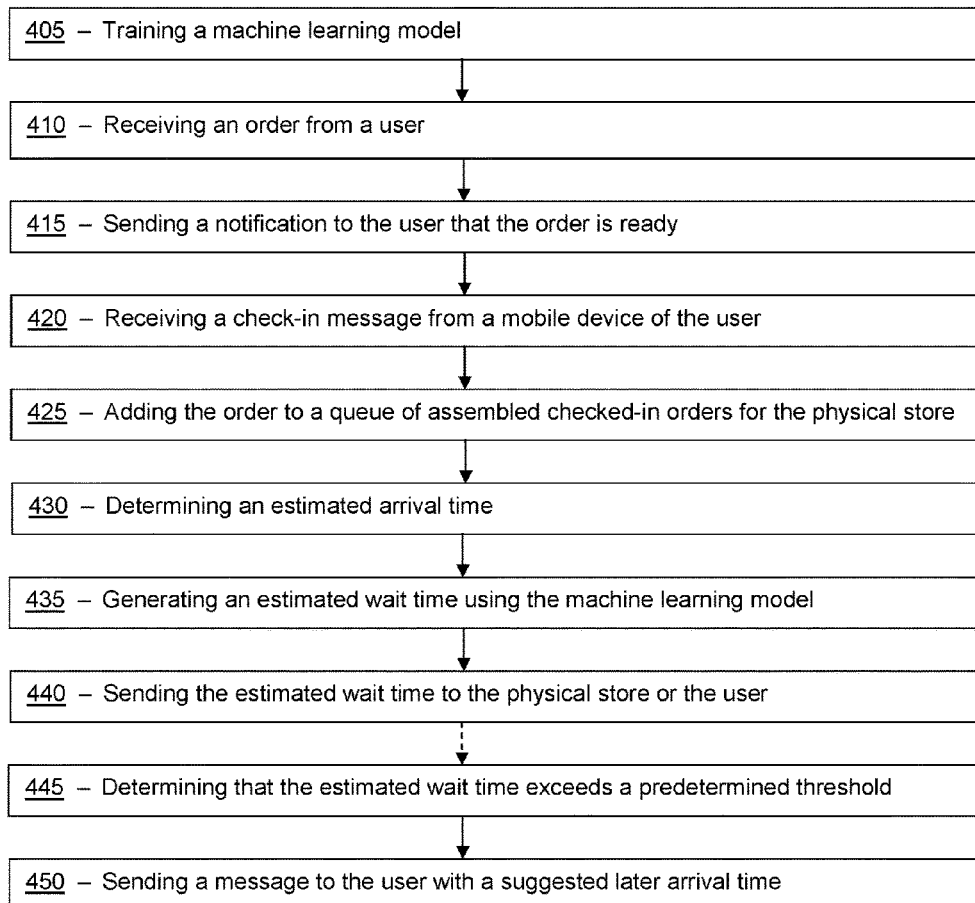 405 – Training a machine learning model
410 – Receiving an order from a user
415 – Sending a notification to the user that the order is ready
420 – Receiving a check-in message from a mobile device of the user
425 – Adding the order to a queue of assembled checked-in orders for the physical store
430 – Determining an estimated arrival time
435 – Generating an estimated wait time using the machine learning model
440 – Sending the estimated wait time to the physical store or the user
445 – Determining that the estimated wait time exceeds a predetermined threshold
450 – Sending a message to the user with a suggested later arrival time